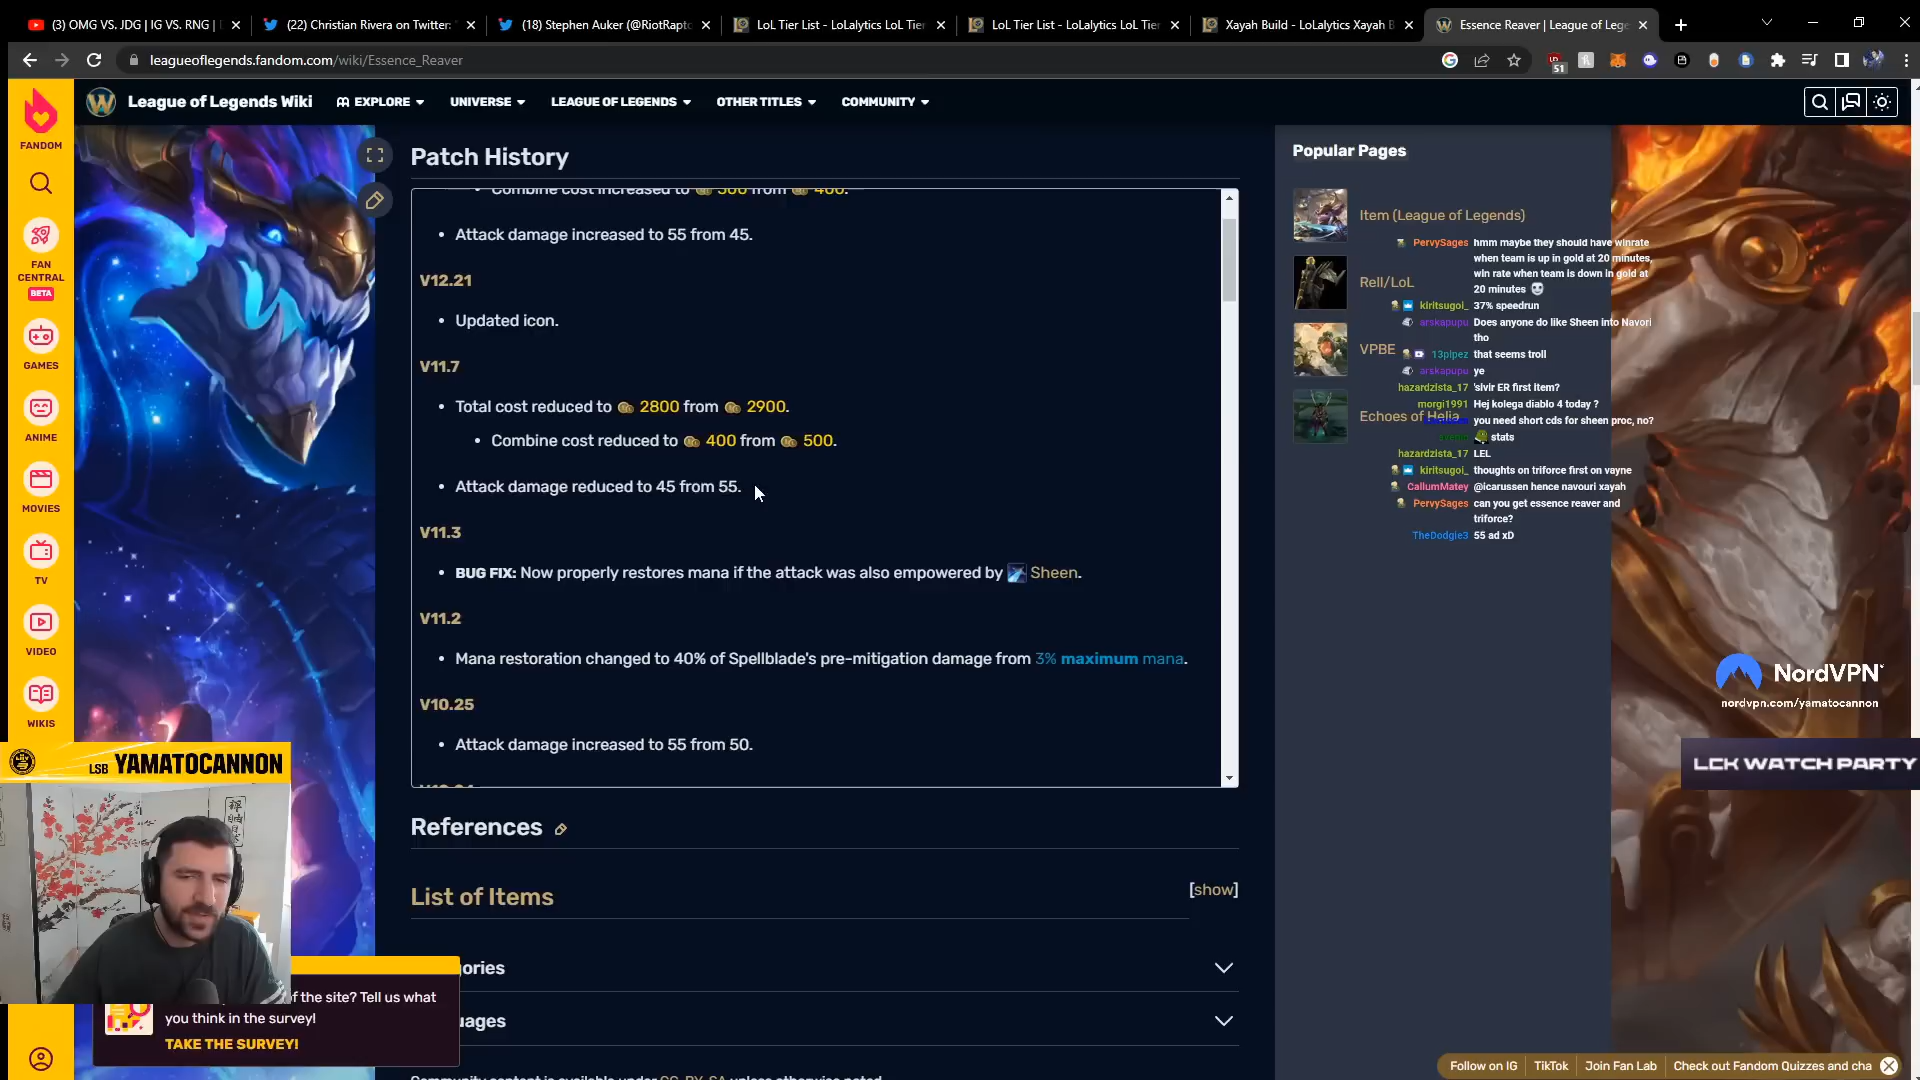 (3) OMG VS. JDG | IG VS. RNG |
(22) Christian Rivera on Twitter:
(18) Stephen Auker (@RiotRapto
LoL Tier List - LoLalytics LoL Tier
LoL Tier List - LoLalytics LoL Tier
Xayah Build - LoLalytics Xayah B
Essence Reaver | League of Lege
leagueoflegends.fandom.com/wiki/Essence_Reaver
51
League of Legends Wiki
EXPLORE
UNIVERSE
LEAGUE OF LEGENDS
OTHER TITLES
COMMUNITY
FANDOM
FAN
CENTRAL
BETA
GAMES
ANIME
MOVIES
TV
VIDEO
WIKIS
Patch History
Combine cost increased to 500 from 400.
Attack damage increased to 55 from 45.
V12.21
Updated icon.
V11.7
Total cost reduced to 2800 from 2900.
Combine cost reduced to 400 from 500.
Attack damage reduced to 45 from 55.
V11.3
BUG FIX: Now properly restores mana if the attack was also empowered by Sheen.
V11.2
Mana restoration changed to 40% of Spellblade's pre-mitigation damage from 3% maximum mana.
V10.25
Attack damage increased to 55 from 50.
References
List of Items
[show]
ories
uages
Popular Pages
Item (League of Legends)
Rell/LoL
VPBE
Echoes of Helia
PervySages hmm maybe they should have winrate
when team is up in gold at 20 minutes,
win rate when team is down in gold at
20 minutes
kiritsugoi_ 37% speedrun
arskapupu Does anyone do like Sheen into Navori
tho
13pipez that seems troll
arskapupu ye
hazardzista_17 'sivir ER first item?
morgi1991 Hej kolega diablo 4 today ?
you need short cds for sheen proc, no?
stats
hazardzista_17 LEL
kiritsugoi_ thoughts on triforce first on vayne
CallumMatey @icarussen hence navouri xayah
PervySages can you get essence reaver and
triforce?
TheDodgie3 55 ad xD
NordVPN
nordvpn.com/yamatocannon
LCK WATCH PARTY
LSB YAMATOCANNON
of the site? Tell us what
you think in the survey!
TAKE THE SURVEY!
Follow on IG
TikTok
Join Fan Lab
Check out Fandom Quizzes and cha